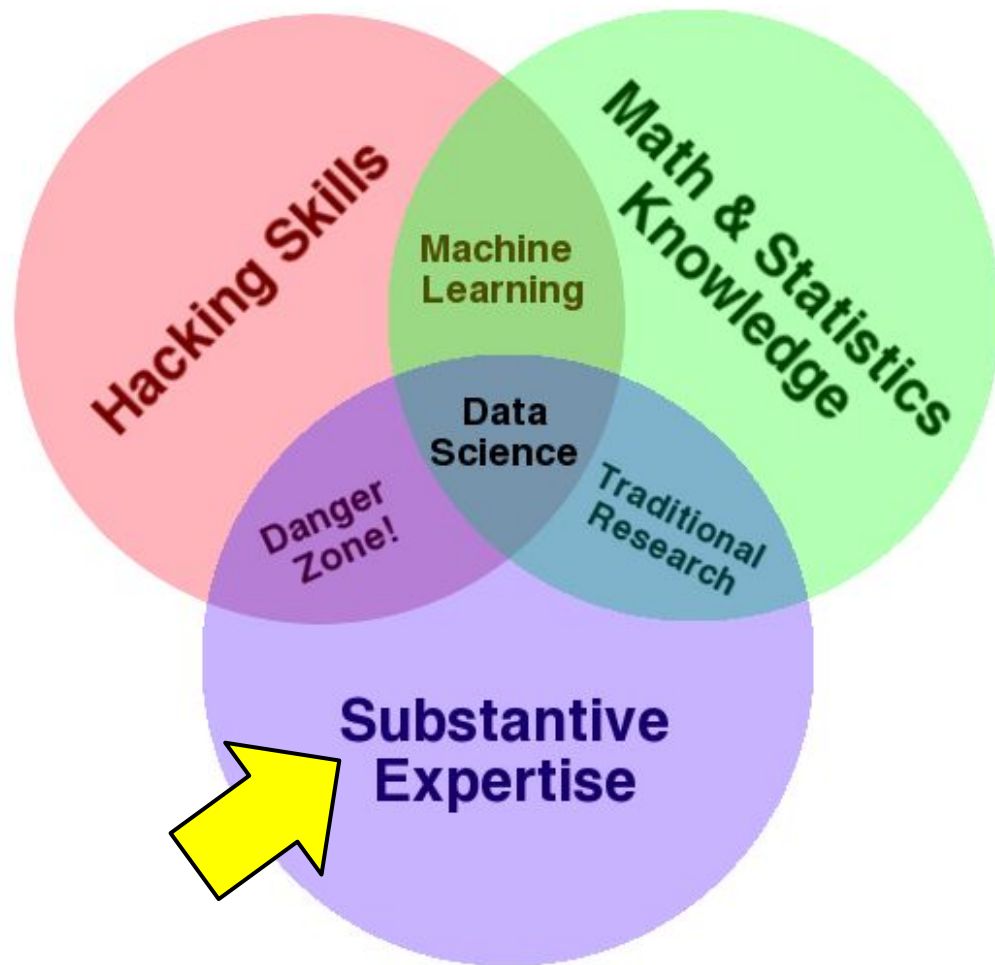 Hacking Skills
Math & Statistics
Knowledge
Machine
Learning
Data
Science
Danger
Zone!
Traditional
Research
Substantive
Expertise